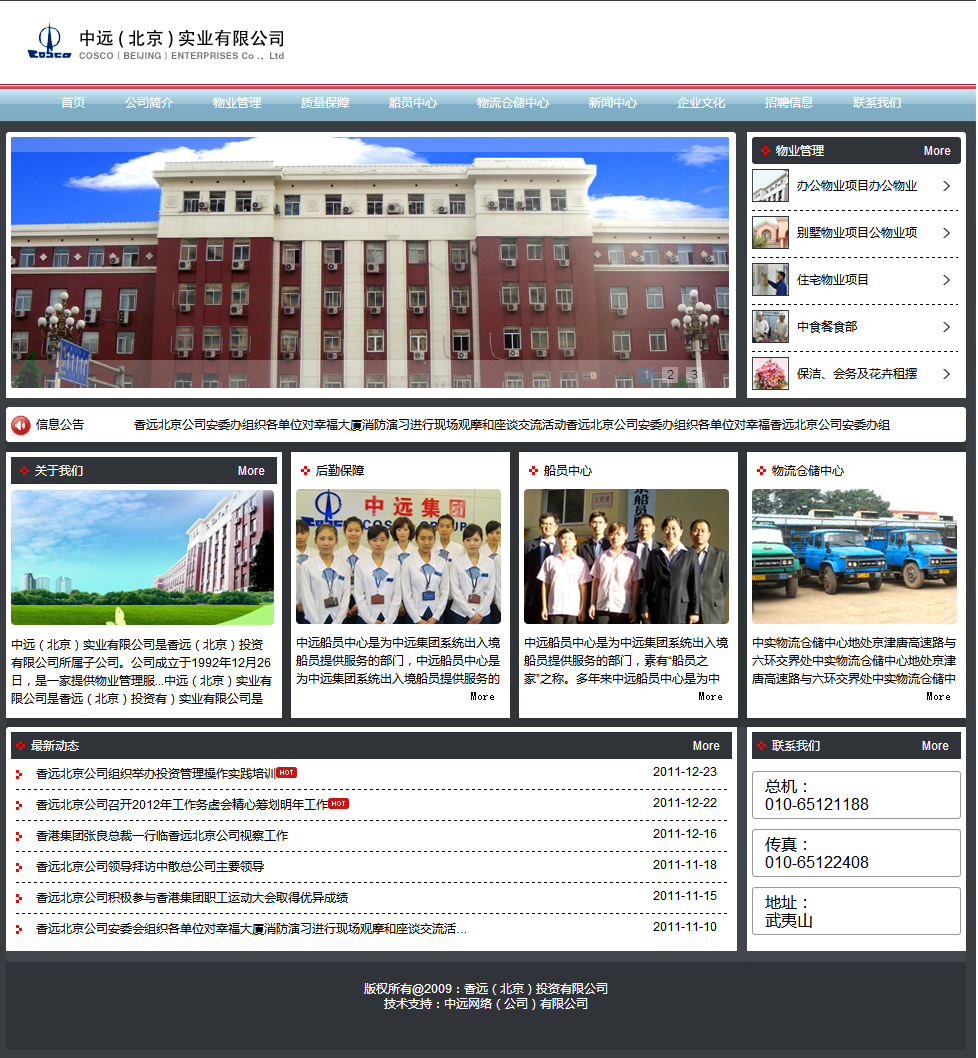 中远（北京）实业有限公司
COSCO（BEIJING）ENTERPRISES Co ., Ltd
COSCO
首页 公司简介 物业管理 质量保障 船员中心 物流仓储中心 新闻中心 企业文化 招聘信息 联系我们
1 2 3
物业管理 More
办公物业项目办公物业
别墅物业项目公物业项
住宅物业项目
中食餐食部
保洁、会务及花卉租摆
信息公告 香远北京公司安委办组织各单位对幸福大厦消防演习进行现场观摩和座谈交流活动香远北京公司安委办组织各单位对幸福香远北京公司安委办组
关于我们 More
中远（北京）实业有限公司是香远（北京）投资
有限公司所属子公司。公司成立于1992年12月26
日，是一家提供物业管理服...中远（北京）实业有
限公司是香远（北京）投资有）实业有限公司是
后勤保障
中远集团
COSCO GROUP
中远船员中心是为中远集团系统出入境
船员提供服务的部门，中远船员中心是
为中远集团系统出入境船员提供服务的
More
船员中心
中远船员中心是为中远集团系统出入境
船员提供服务的部门，素有“船员之
家”之称。多年来中远船员中心是为中
More
物流仓储中心
中实物流仓储中心地处京津唐高速路与
六环交界处中实物流仓储中心地处京津
唐高速路与六环交界处中实物流仓储中
More
最新动态 More
香远北京公司组织举办投资管理操作实践培训 HOT 2011-12-23
香远北京公司召开2012年工作务虚会精心筹划明年工作 HOT 2011-12-22
香港集团张良总裁一行临香远北京公司视察工作 2011-12-16
香远北京公司领导拜访中散总公司主要领导 2011-11-18
香远北京公司积极参与香港集团职工运动大会取得优异成绩 2011-11-15
香远北京公司安委会组织各单位对幸福大厦消防演习进行现场观摩和座谈交流活... 2011-11-10
联系我们 More
总机：
010-65121188
传真：
010-65122408
地址：
武夷山
版权所有@2009：香远（北京）投资有限公司
技术支持：中远网络（公司）有限公司